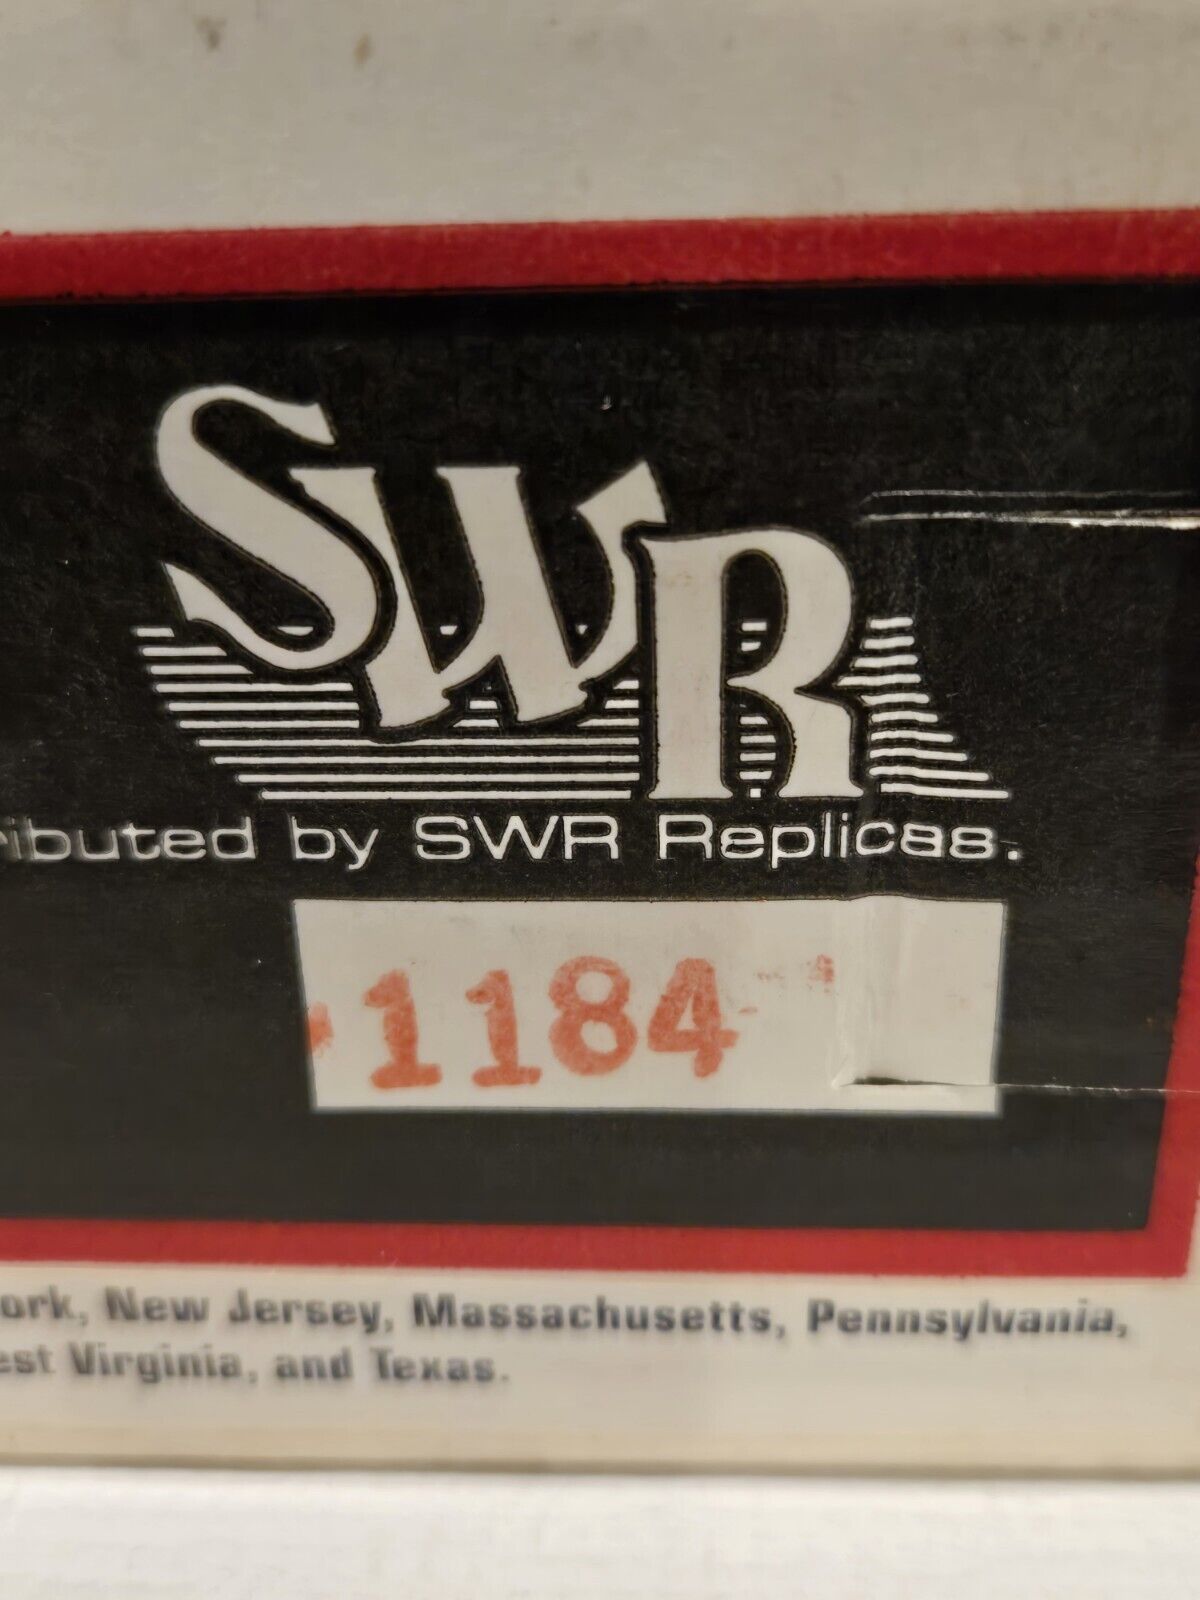 SWR
ributed by SWR Replicas.
1184
ork, New Jersey, Massachusetts, Pennsylvania,
est Virginia, and Texas.